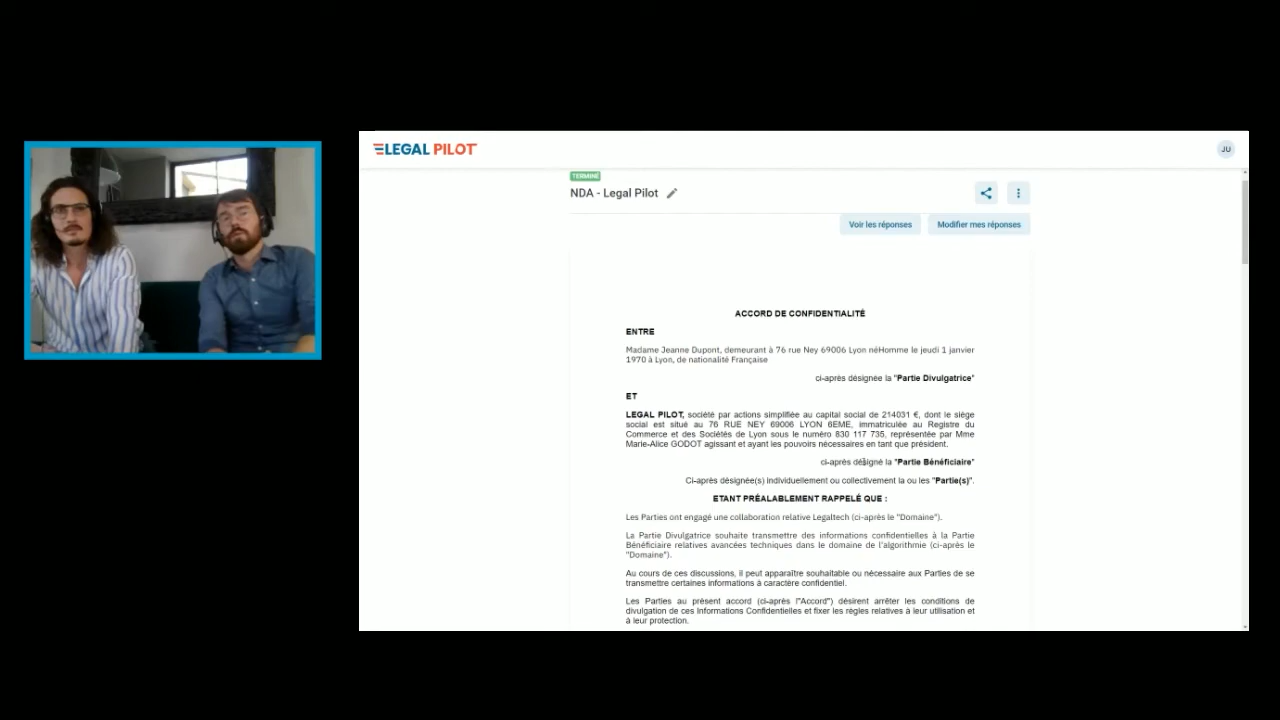 LEGAL PILOT
JU
TERMINÉ
NDA - Legal Pilot
Voir les réponses
Modifier mes réponses
ACCORD DE CONFIDENTIALITÉ
ENTRE
Madame Jeanne Dupont, demeurant à 76 rue Ney 69006 Lyon néHomme le jeudi 1 janvier
1970 à Lyon, de nationalité Française
ci-après désignée la "Partie Divulgatrice"
ET
LEGAL PILOT, société par actions simplifiée au capital social de 214031 €, dont le siège
social est situé au 76 RUE NEY 69006 LYON 6EME, immatriculée au Registre du
Commerce et des Sociétés de Lyon sous le numéro 830 117 735, représentée par Mme
Marie-Alice GODOT agissant et ayant les pouvoirs nécessaires en tant que président.
ci-après désigné la "Partie Bénéficiaire"
Ci-après désignée(s) individuellement ou collectivement la ou les "Partie(s)".
ETANT PRÉALABLEMENT RAPPELÉ QUE :
Les Parties ont engagé une collaboration relative Legaltech (ci-après le "Domaine").
La Partie Divulgatrice souhaite transmettre des informations confidentielles à la Partie
Bénéficiaire relatives avancées techniques dans le domaine de l'algorithmie (ci-après le
"Domaine").
Au cours de ces discussions, il peut apparaître souhaitable ou nécessaire aux Parties de se
transmettre certaines informations à caractère confidentiel.
Les Parties au présent accord (ci-après l'"Accord") désirent arrêter les conditions de
divulgation de ces Informations Confidentielles et fixer les règles relatives à leur utilisation et
à leur protection.